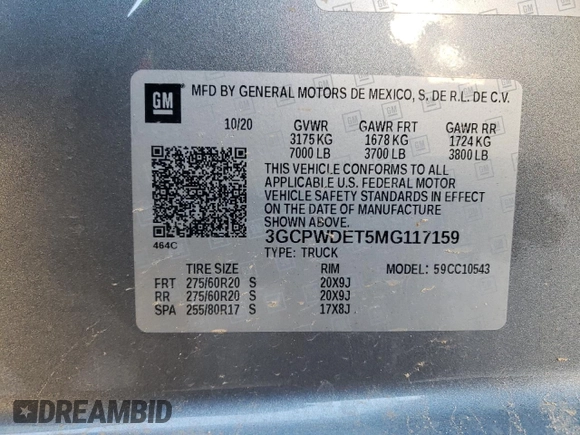 GM
MFD BY GENERAL MOTORS DE MEXICO, S. DE R.L. DE C.V.
10/20 GVWR GAWR FRT GAWR RR
3175 KG 1678 KG 1724 KG
7000 LB 3700 LB 3800 LB
THIS VEHICLE CONFORMS TO ALL
APPLICABLE U.S. FEDERAL MOTOR
VEHICLE SAFETY STANDARDS IN EFFECT
ON THE DATE OF MANUFACTURE
SHOWN ABOVE.
464C 3GCPWDET5MG117159
TYPE: TRUCK
TIRE SIZE RIM MODEL: 59CC10543
FRT 275/60R20 S 20X9J
RR 275/60R20 S 20X9J
SPA 255/80R17 S 17X8J
DREAMBID